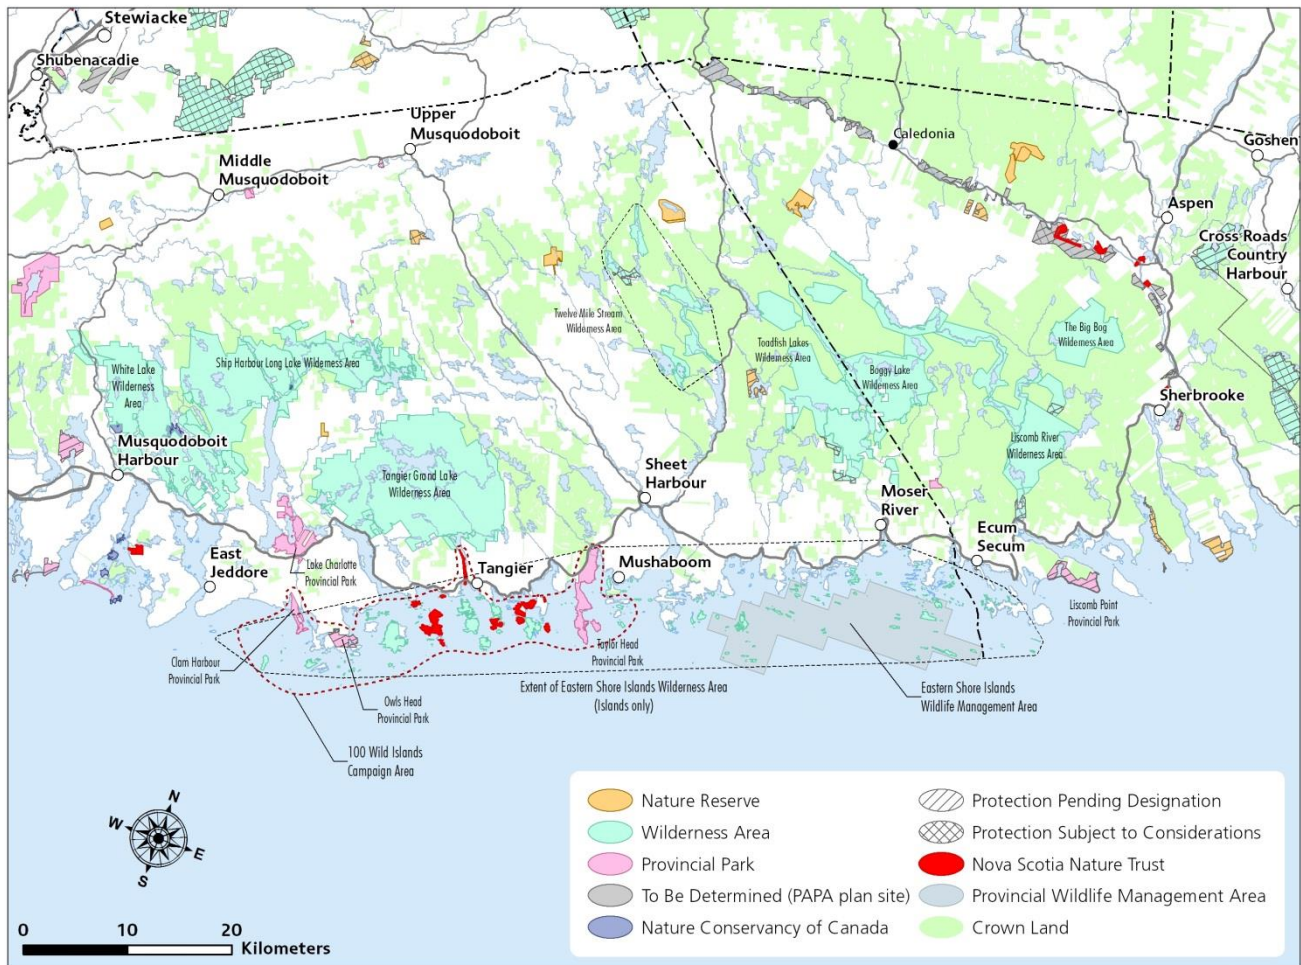 Stewiacke
Shubenacadie
Upper
Musquodoboit
Middle
Musquodoboit
Caledonia
Goshen
Aspen
Cross Roads
Country
Harbour
Twelve Mile Stream
Wilderness Area
Toadfish Lakes
Wilderness Area
The Big Bog
Wilderness Area
White Lake
Wilderness
Area
Ship Harbour Long Lake Wilderness Area
Boggy Lake
Wilderness Area
Sherbrooke
Musquodoboit
Harbour
Tangier Grand Lake
Wilderness Area
Liscomb River
Wilderness Area
Sheet
Harbour
Moser
River
Ecum
Secum
East
Jeddore
Lake Charlotte
Provincial Park
Tangier
Mushaboom
Liscomb Point
Provincial Park
Clam Harbour
Provincial Park
Taylor Head
Provincial Park
Owls Head
Provincial Park
Extent of Eastern Shore Islands Wilderness Area
(Islands only)
Eastern Shore Islands
Wildlife Management Area
100 Wild Islands
Campaign Area
N
W
E
S
0 10 20
Kilometers
Nature Reserve
Wilderness Area
Provincial Park
To Be Determined (PAPA plan site)
Nature Conservancy of Canada
Protection Pending Designation
Protection Subject to Considerations
Nova Scotia Nature Trust
Provincial Wildlife Management Area
Crown Land